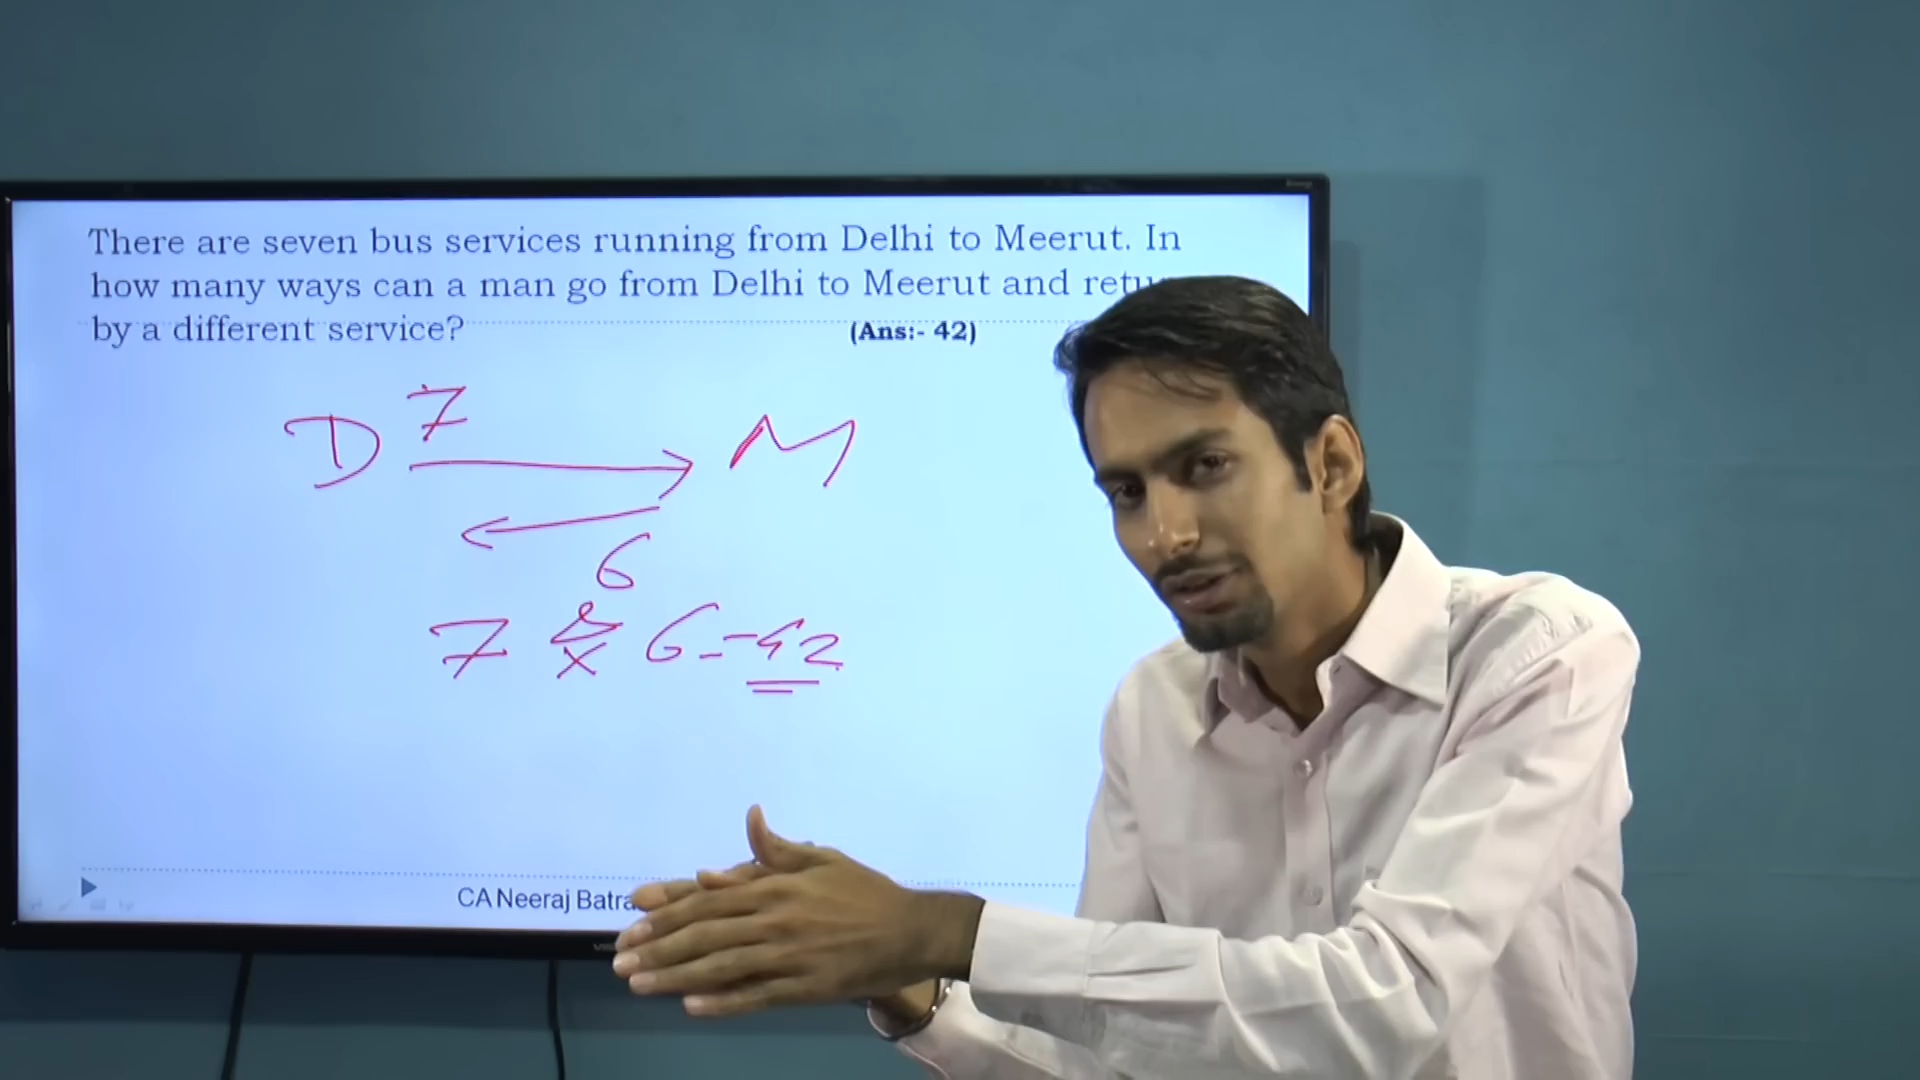 There are seven bus services running from Delhi to Meerut. In
how many ways can a man go from Delhi to Meerut and
by a different service? (Ans:- 42)
D 7 M
6
7 & 6 = 42
x
CA Neeraj Batra